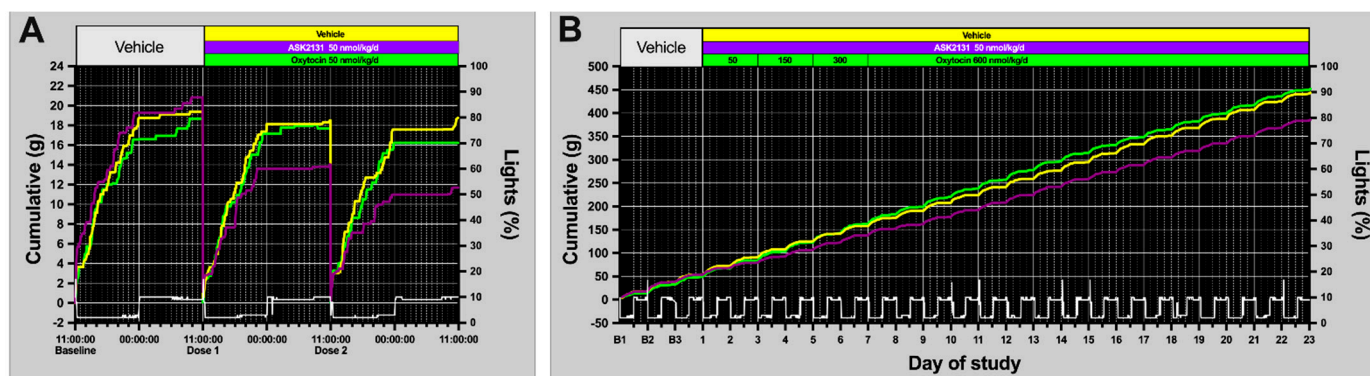 A
Vehicle
Vehicle
ASK2131 50 nmol/kg/d
Oxytocin 50 nmol/kg/d
Cumulative (g)
24
22
20
18
16
14
12
10
8
6
4
2
0
-2
100
90
80
70
60
50
40
30
20
10
0
Lights (%)
11:00:00 00:00:00 11:00:00 00:00:00 11:00:00 00:00:00 11:00:00
Baseline Dose 1 Dose 2
B
Vehicle
Vehicle
ASK2131 50 nmol/kg/d
50 150 300 Oxytocin 600 nmol/kg/d
Cumulative (g)
500
450
400
350
300
250
200
150
100
50
0
-50
100
90
80
70
60
50
40
30
20
10
0
Lights (%)
B1 B2 B3 1 2 3 4 5 6 7 8 9 10 11 12 13 14 15 16 17 18 19 20 21 22 23
Day of study